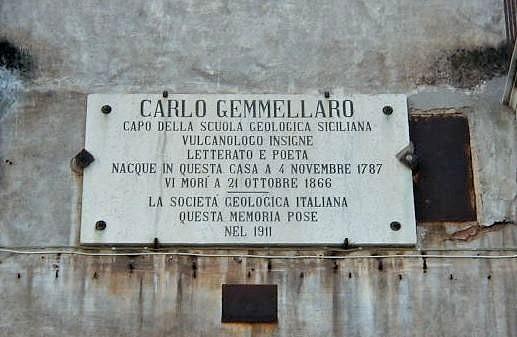 CARLO GEMMELLARO
CAPO DELLA SCUOLA GEOLOGICA SICILIANA
VULCANOLOGO INSIGNE
LETTERATO E POETA
NACQUE IN QUESTA CASA A 4 NOVEMBRE 1787
VI MORÌ A 21 OTTOBRE 1866
LA SOCIETÀ GEOLOGICA ITALIANA
QUESTA MEMORIA POSE
NEL 1911